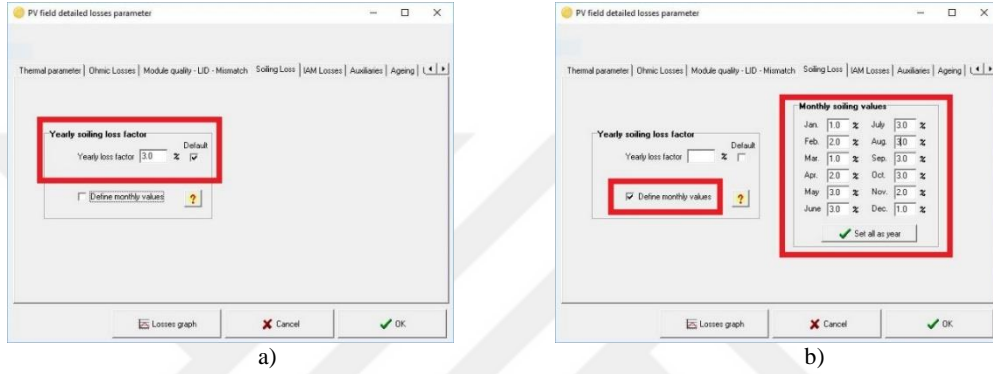 PV field detailed losses parameter
Thermal parameter | Ohmic Losses | Module quality - LID - Mismatch | Soiling Loss | IAM Losses | Auxiliaries | Ageing |
Yearly soiling loss factor
Default
Yearly loss factor 3.0 %
Define monthly values ?
Losses graph Cancel OK
a)
PV field detailed losses parameter
Thermal parameter | Ohmic Losses | Module quality - LID - Mismatch | Soiling Loss | IAM Losses | Auxiliaries | Ageing |
Yearly soiling loss factor
Default
Yearly loss factor %
Define monthly values ?
Monthly soiling values
Jan. 1.0 % July 3.0 %
Feb. 2.0 % Aug. 3.0 %
Mar. 1.0 % Sep. 3.0 %
Apr. 2.0 % Oct. 3.0 %
May 3.0 % Nov. 2.0 %
June 3.0 % Dec. 1.0 %
Set all as year
Losses graph Cancel OK
b)